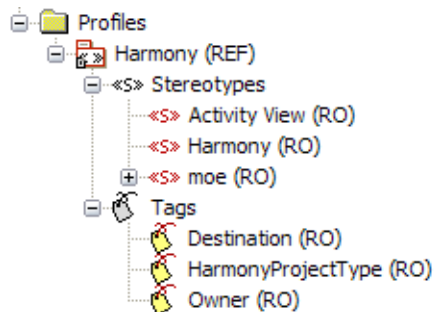 Profiles
Harmony (REF)
«S» Stereotypes
«S» Activity View (RO)
«S» Harmony (RO)
«S» moe (RO)
Tags
Destination (RO)
HarmonyProjectType (RO)
Owner (RO)